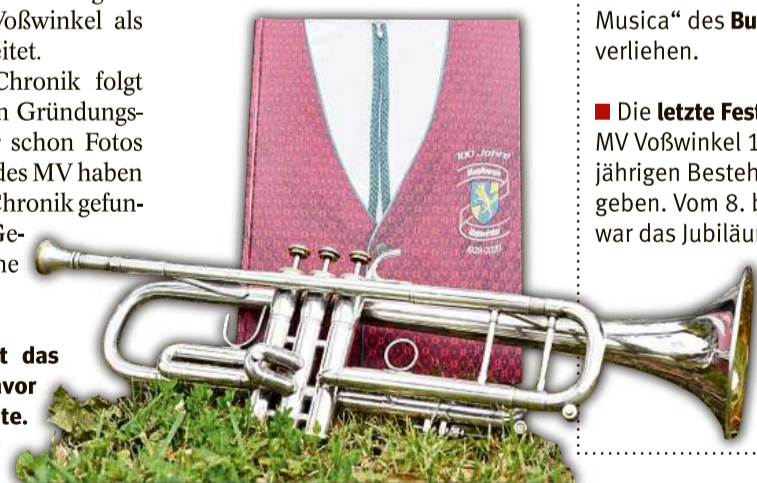 Voßwinkel als
eitet.
Chronik folgt
n Gründungs-
schon Fotos
des MV haben
Chronik gefun-
Ge-
ne
t das
vor
te.
100 Jahre
Musikverein
Voßwinkel
1920-2020
Musica“ des Bu
verliehen.
■ Die letzte Fest
MV Voßwinkel 1
jährigen Besteh
geben. Vom 8. b
war das Jubiläu